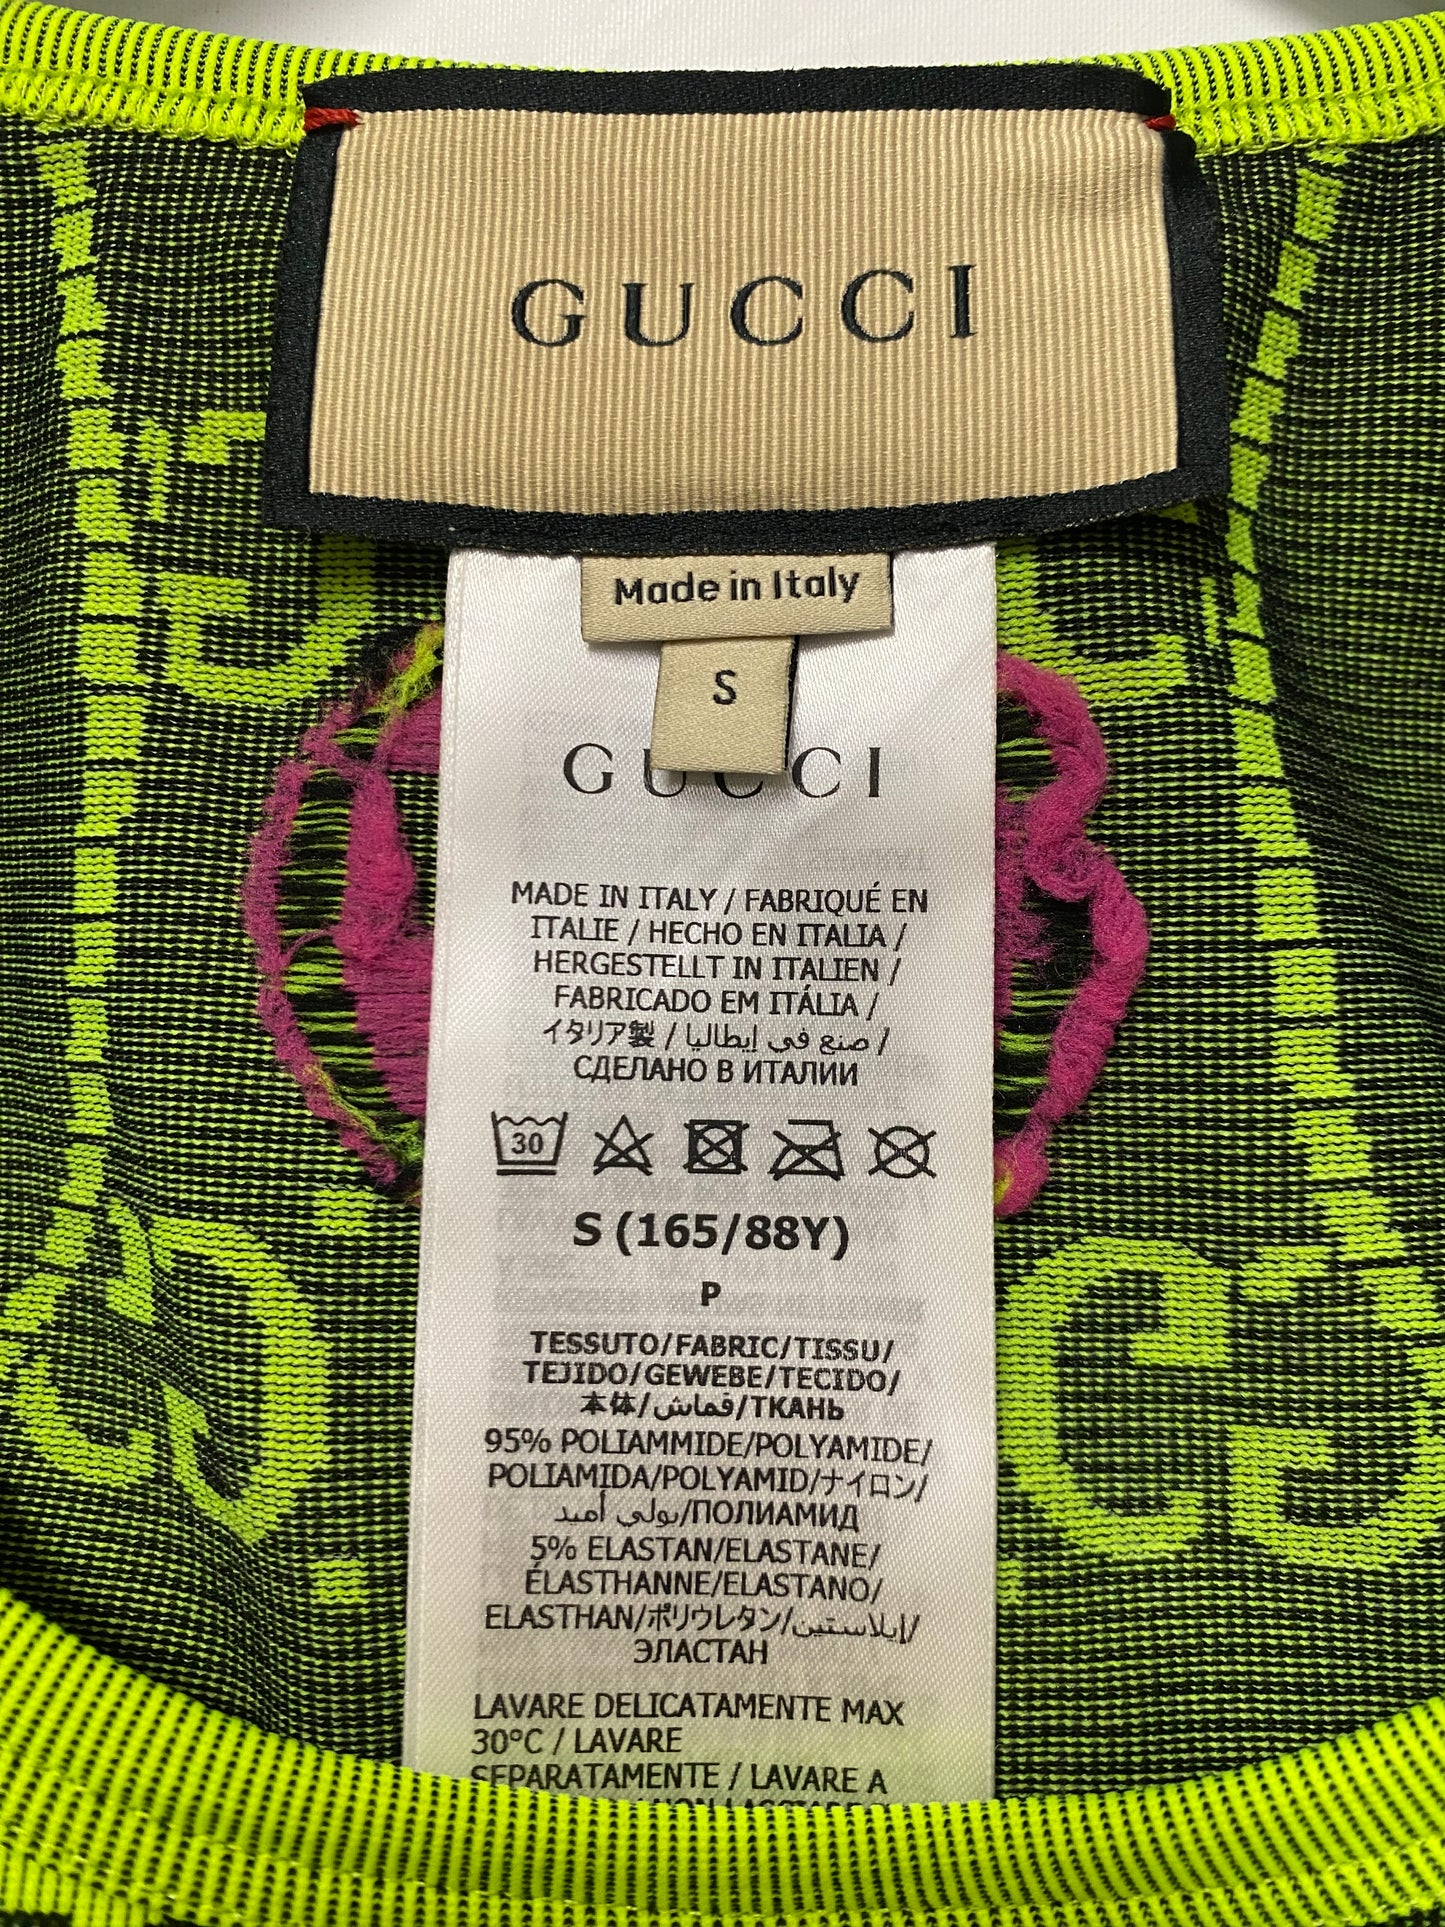 GUCCI
Made in Italy
S
GUCCI
MADE IN ITALY / FABRIQUÉ EN
ITALIE / HECHO EN ITALIA /
HERGESTELLT IN ITALIEN /
FABRICADO EM ITÁLIA /
イタリア製 / صنع في إيطاليا /
СДЕЛАНО В ИТАЛИИ
30
S (165/88Y)
P
TESSUTO/FABRIC/TISSU/
TEJIDO/GEWEBE/TECIDO/
本体/قماش/ТКАНЬ
95% POLIAMMIDE/POLYAMIDE/
POLIAMIDA/POLYAMID/ナイロン/
بولي أميد/ПОЛИАМИД
5% ELASTAN/ELASTANE/
ÉLASTHANNE/ELASTANO/
ELASTHAN/ポリウレタン/إيلاستين/
ЭЛАСТАН
LAVARE DELICATAMENTE MAX
30°C / LAVARE
SEPARATAMENTE / LAVARE A